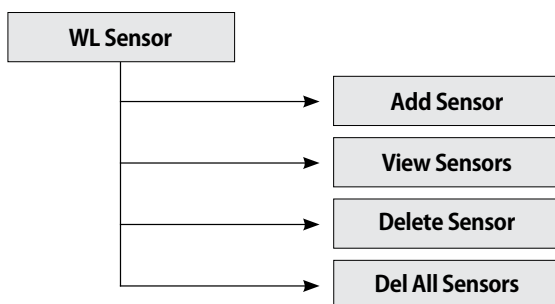 WL Sensor
Add Sensor
View Sensors
Delete Sensor
Del All Sensors